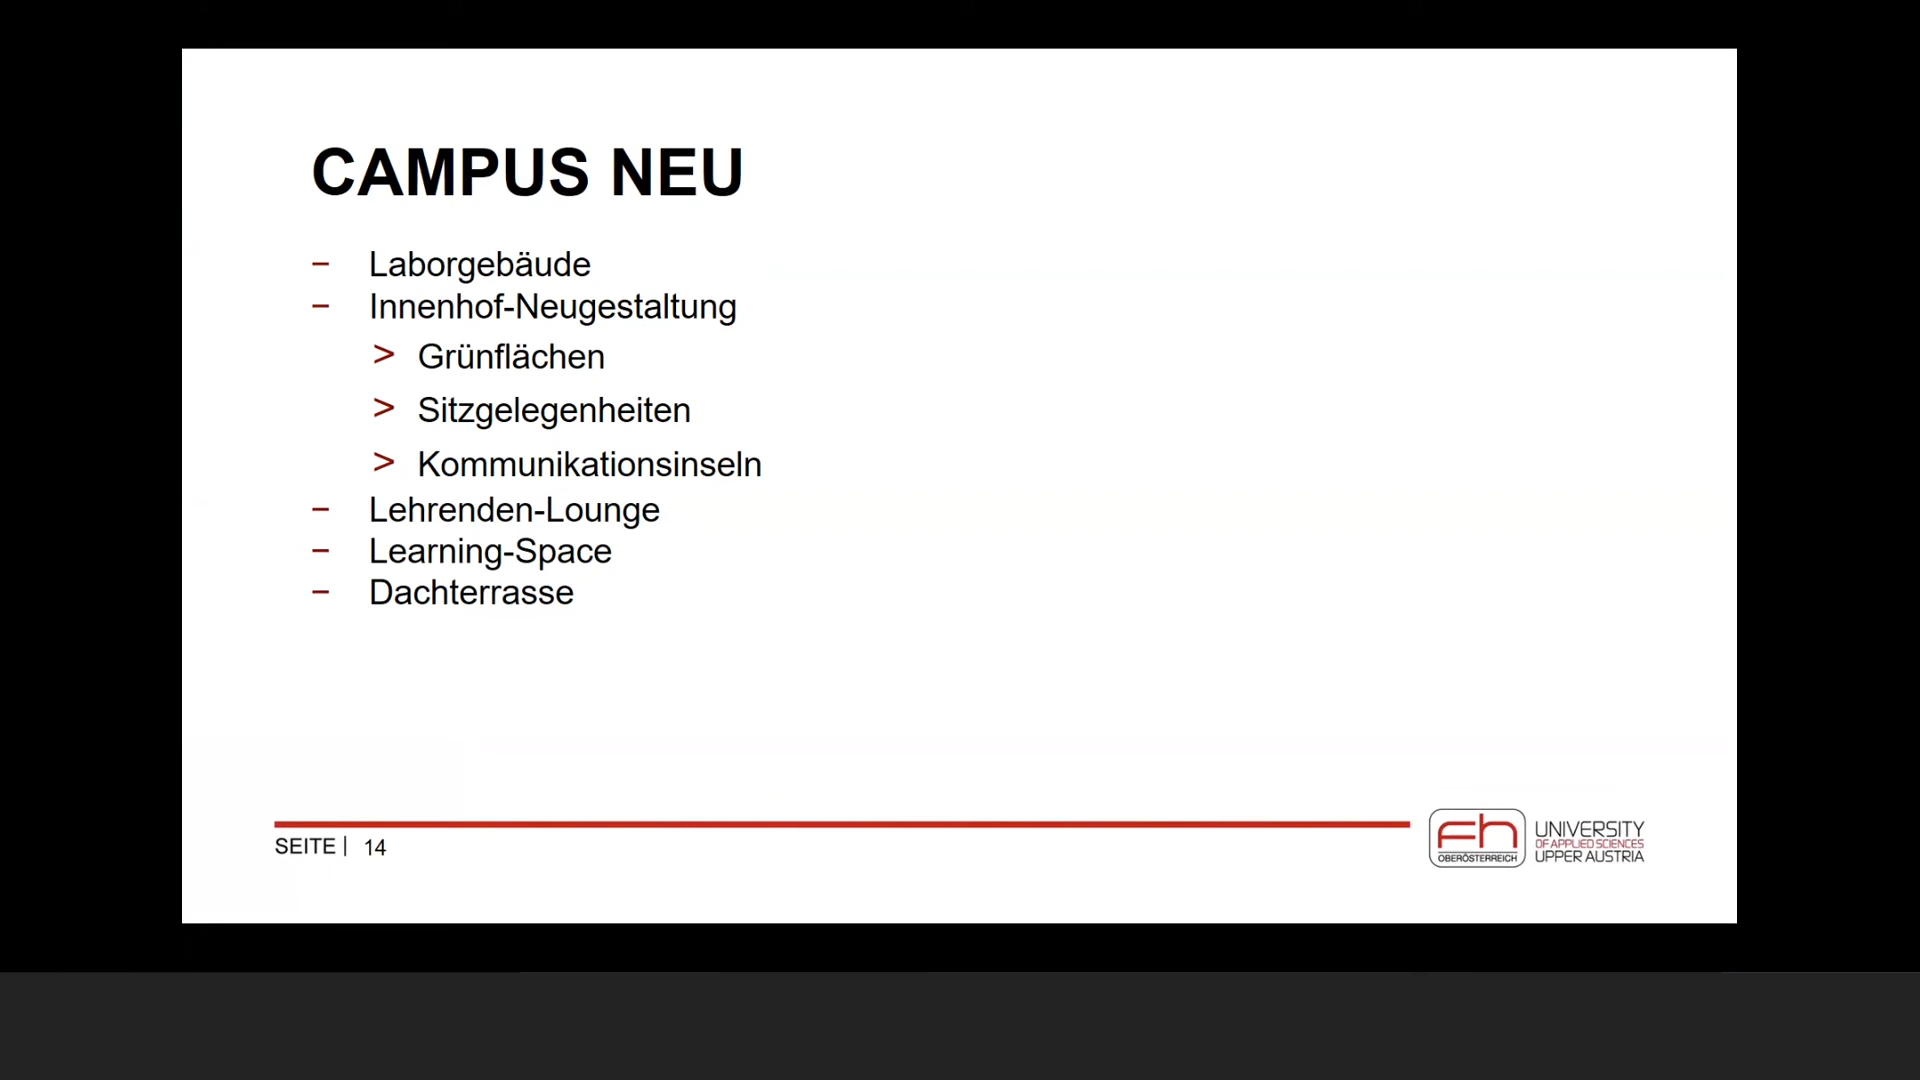 CAMPUS NEU
– Laborgebäude
– Innenhof-Neugestaltung
> Grünflächen
> Sitzgelegenheiten
> Kommunikationsinseln
– Lehrenden-Lounge
– Learning-Space
– Dachterrasse
SEITE | 14
fh
OBERÖSTERREICH
UNIVERSITY
OF APPLIED SCIENCES
UPPER AUSTRIA